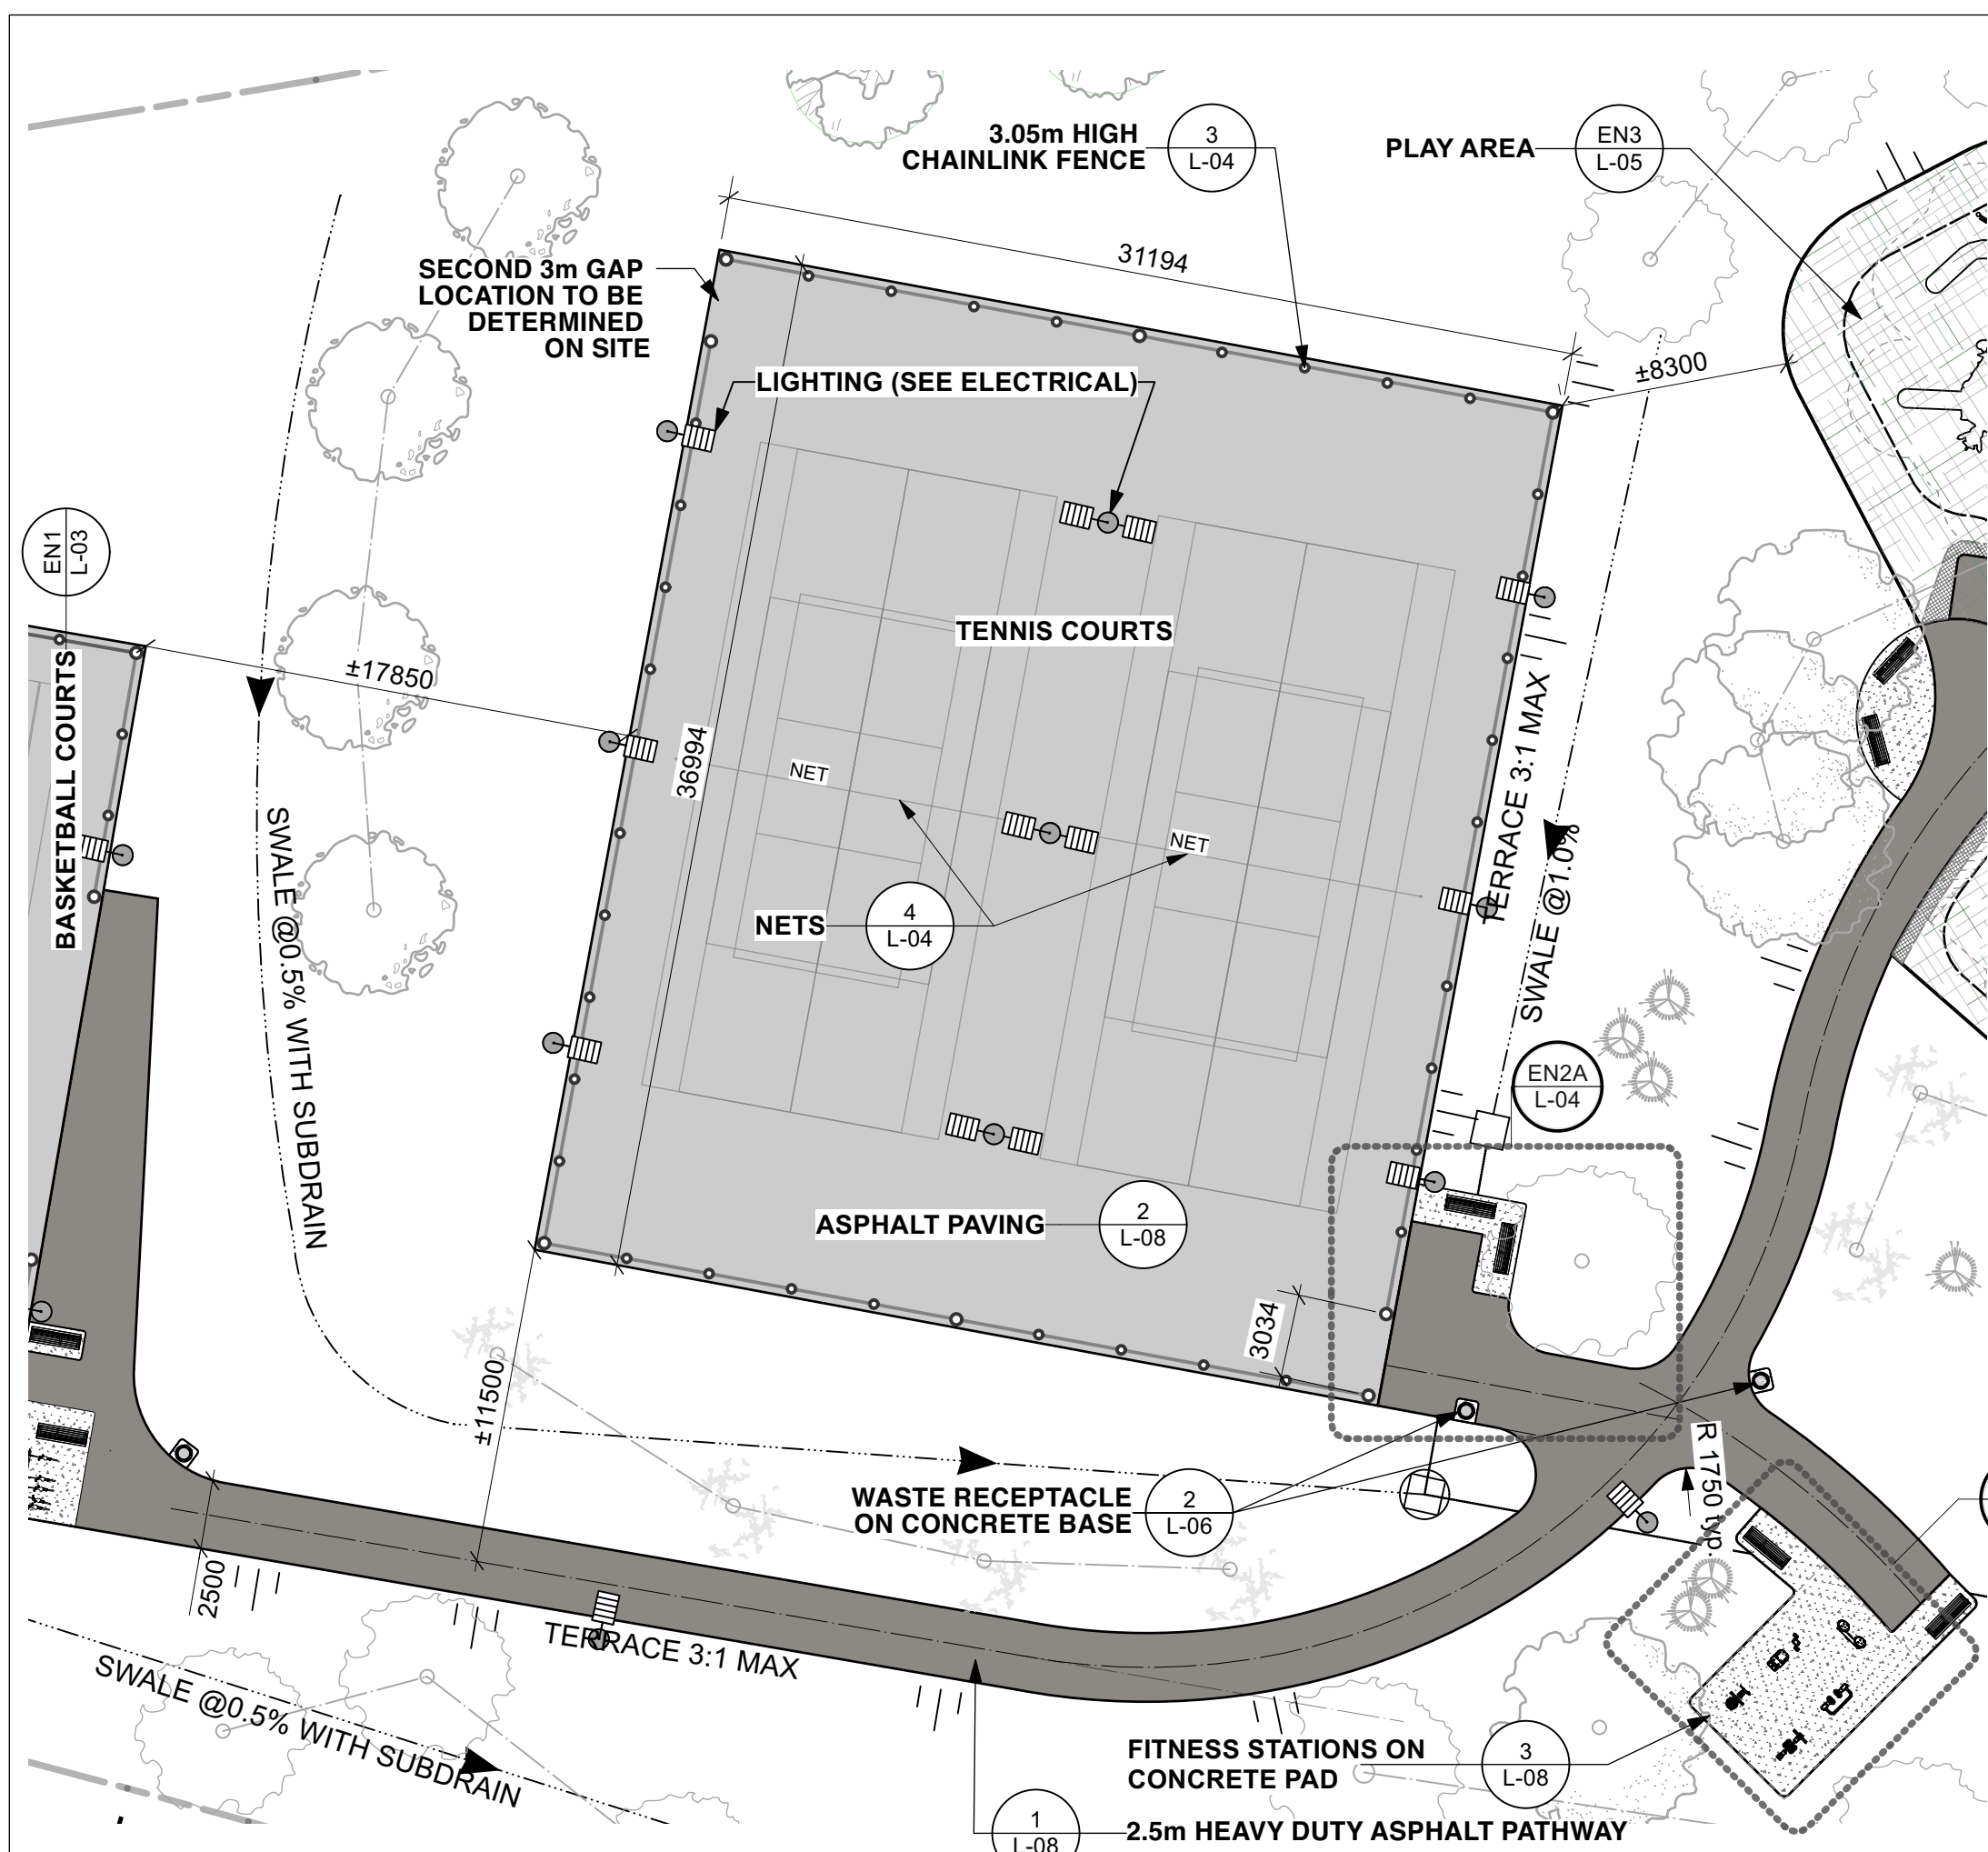 3.05m HIGH
CHAINLINK FENCE
3
L-04
PLAY AREA
EN3
L-05
31194
SECOND 3m GAP
LOCATION TO BE
DETERMINED
ON SITE
±8300
LIGHTING (SEE ELECTRICAL)
EN1
L-03
TENNIS COURTS
BASKETBALL COURTS
±17850
36994
NET
NET
TERRACE 3:1 MAX
SWALE @1.0%
SWALE @0.5% WITH SUBDRAIN
NETS
4
L-04
EN2A
L-04
ASPHALT PAVING
2
L-08
3034
±11500
R 1750 typ.
WASTE RECEPTACLE
ON CONCRETE BASE
2
L-06
2500
TERRACE 3:1 MAX
SWALE @0.5% WITH SUBDRAIN
FITNESS STATIONS ON
CONCRETE PAD
3
L-08
1
L-08
2.5m HEAVY DUTY ASPHALT PATHWAY